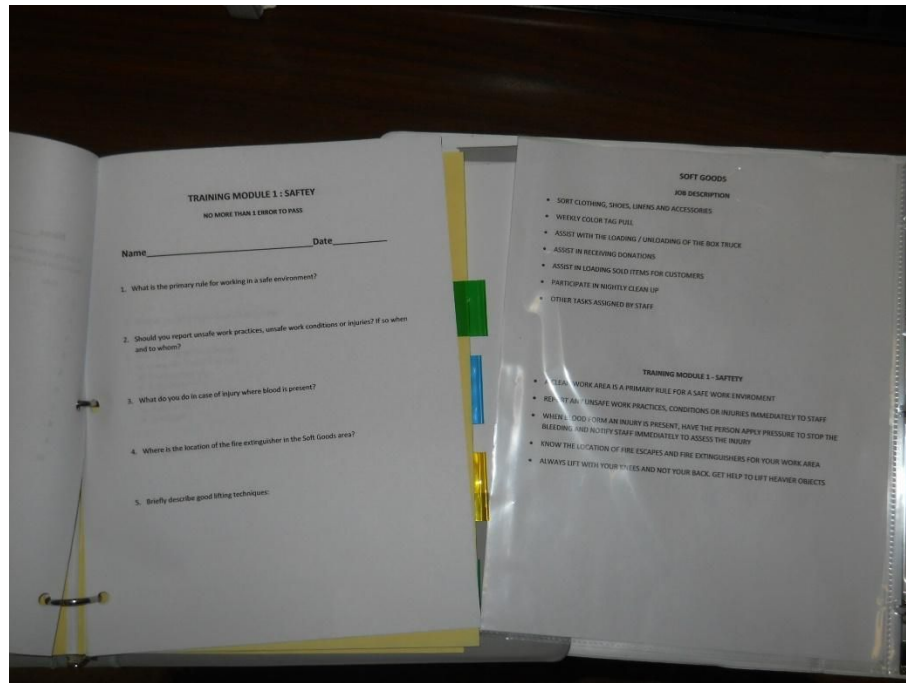 TRAINING MODULE 1 : SAFTEY
NO MORE THAN 1 ERROR TO PASS
Name Date
1. What is the primary rule for working in a safe environment?
2. Should you report unsafe work practices, unsafe work conditions or injuries? If so when
and to whom?
3. What do you do in case of injury where blood is present?
4. Where is the location of the fire extinguisher in the Soft Goods area?
5. Briefly describe good lifting techniques:
SOFT GOODS
JOB DESCRIPTION
• SORT CLOTHING, SHOES, LINENS AND ACCESSORIES
• WEEKLY COLOR TAG PULL
• ASSIST WITH THE LOADING / UNLOADING OF THE BOX TRUCK
• ASSIST IN RECEIVING DONATIONS
• ASSIST IN LOADING SOLD ITEMS FOR CUSTOMERS
• PARTICIPATE IN NIGHTLY CLEAN UP
• OTHER TASKS ASSIGNED BY STAFF
TRAINING MODULE 1 - SAFTETY
• A CLEAN WORK AREA IS A PRIMARY RULE FOR A SAFE WORK ENVIROMENT
• REPORT ANY UNSAFE WORK PRACTICES, CONDITIONS OR INJURIES IMMEDIATELY TO STAFF
• WHEN BLOOD FORM AN INJURY IS PRESENT, HAVE THE PERSON APPLY PRESSURE TO STOP THE
BLEEDING AND NOTIFY STAFF IMMEDIATELY TO ASSESS THE INJURY
• KNOW THE LOCATION OF FIRE ESCAPES AND FIRE EXTINGUISHERS FOR YOUR WORK AREA
• ALWAYS LIFT WITH YOUR KNEES AND NOT YOUR BACK. GET HELP TO LIFT HEAVIER OBJECTS